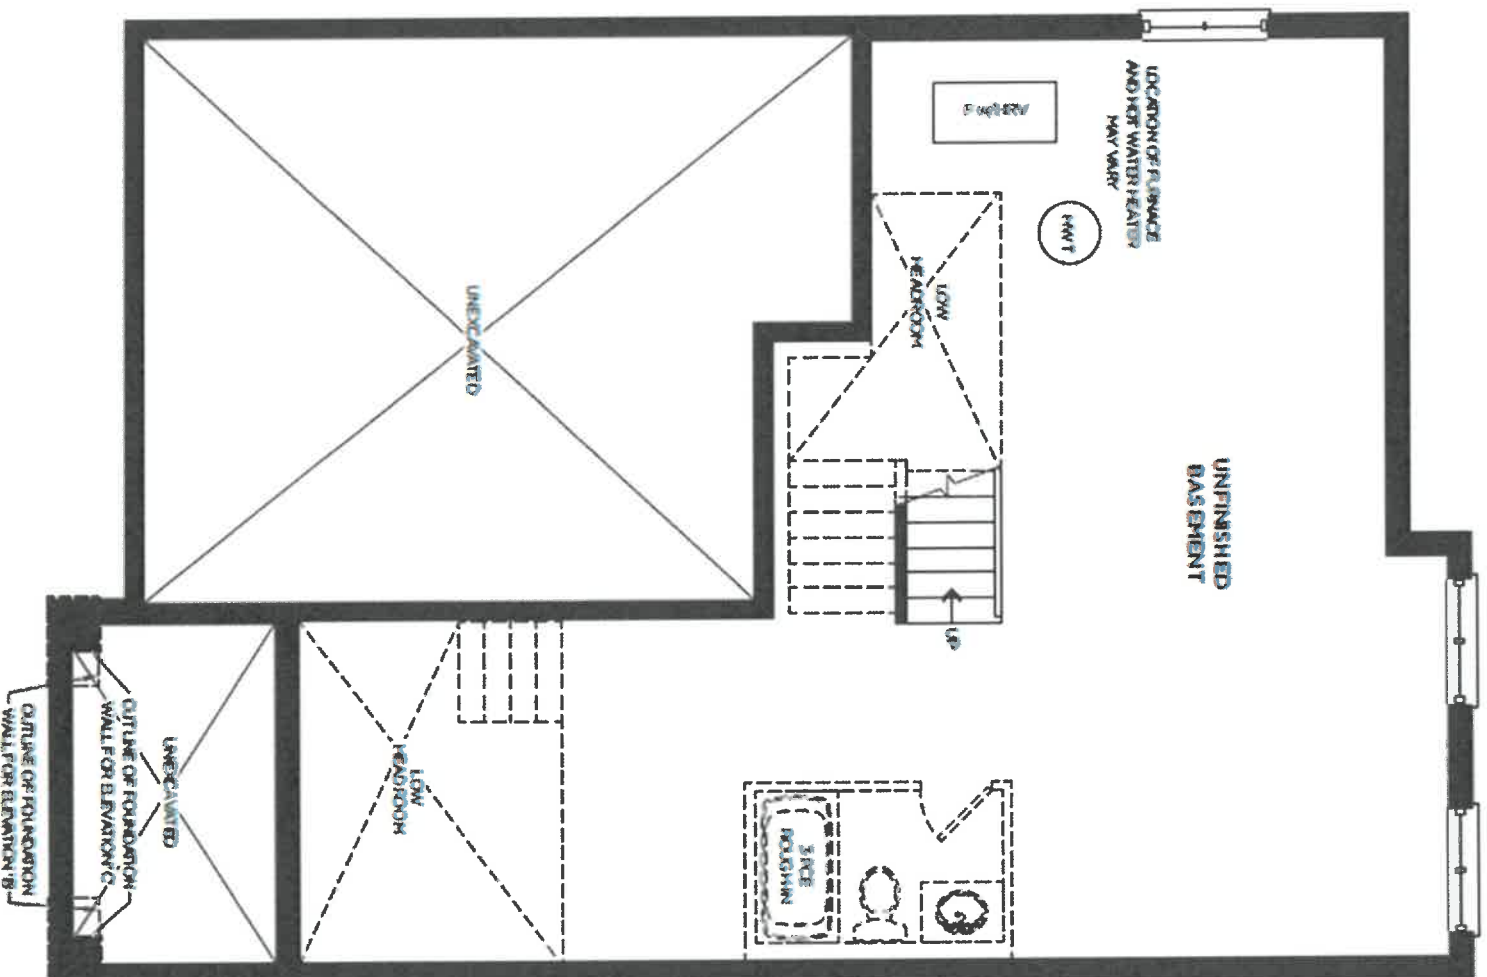 LOCATION OF FURNACE
AND HOT WATER HEATER
MAY VARY
HWT
LOW
HEADROOM
UNEXCAVATED
UNFINISHED
BASEMENT
UP
LOW
HEADROOM
3 PCE
ROUGH IN
UNEXCAVATED
OUTLINE OF FOUNDATION
WALL FOR ELEVATION 'C'
OUTLINE OF FOUNDATION
WALL FOR ELEVATION 'B'